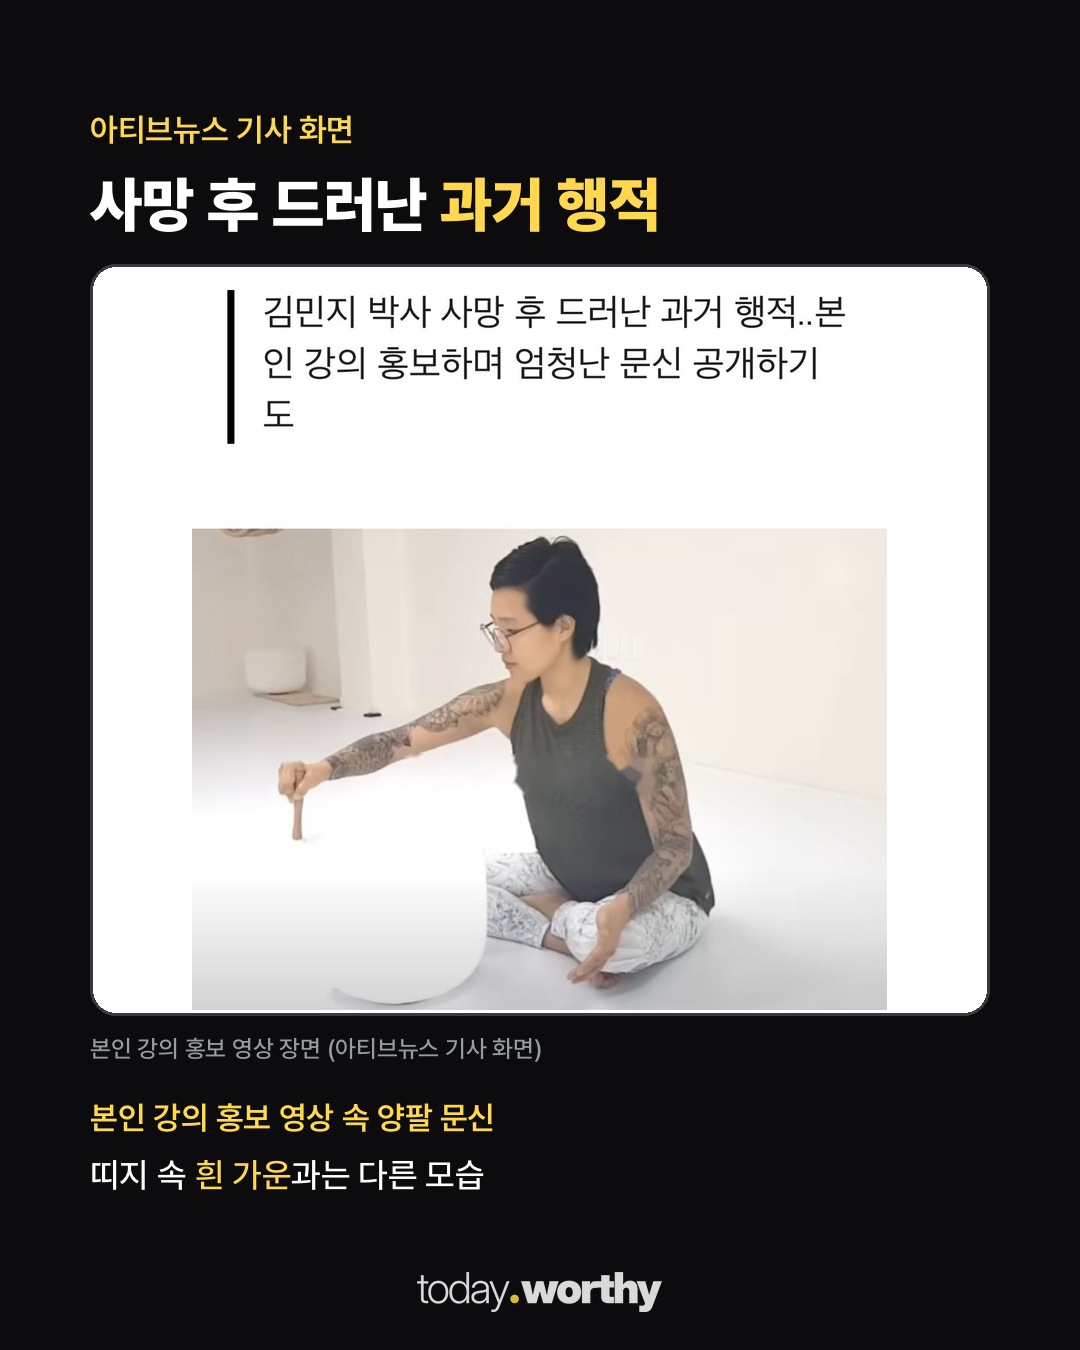 아티브뉴스 기사 화면
사망 후 드러난 과거 행적
김민지 박사 사망 후 드러난 과거 행적..본
인 강의 홍보하며 엄청난 문신 공개하기
도
본인 강의 홍보 영상 장면 (아티브뉴스 기사 화면)
본인 강의 홍보 영상 속 양팔 문신
띠지 속 흰 가운과는 다른 모습
today.worthy